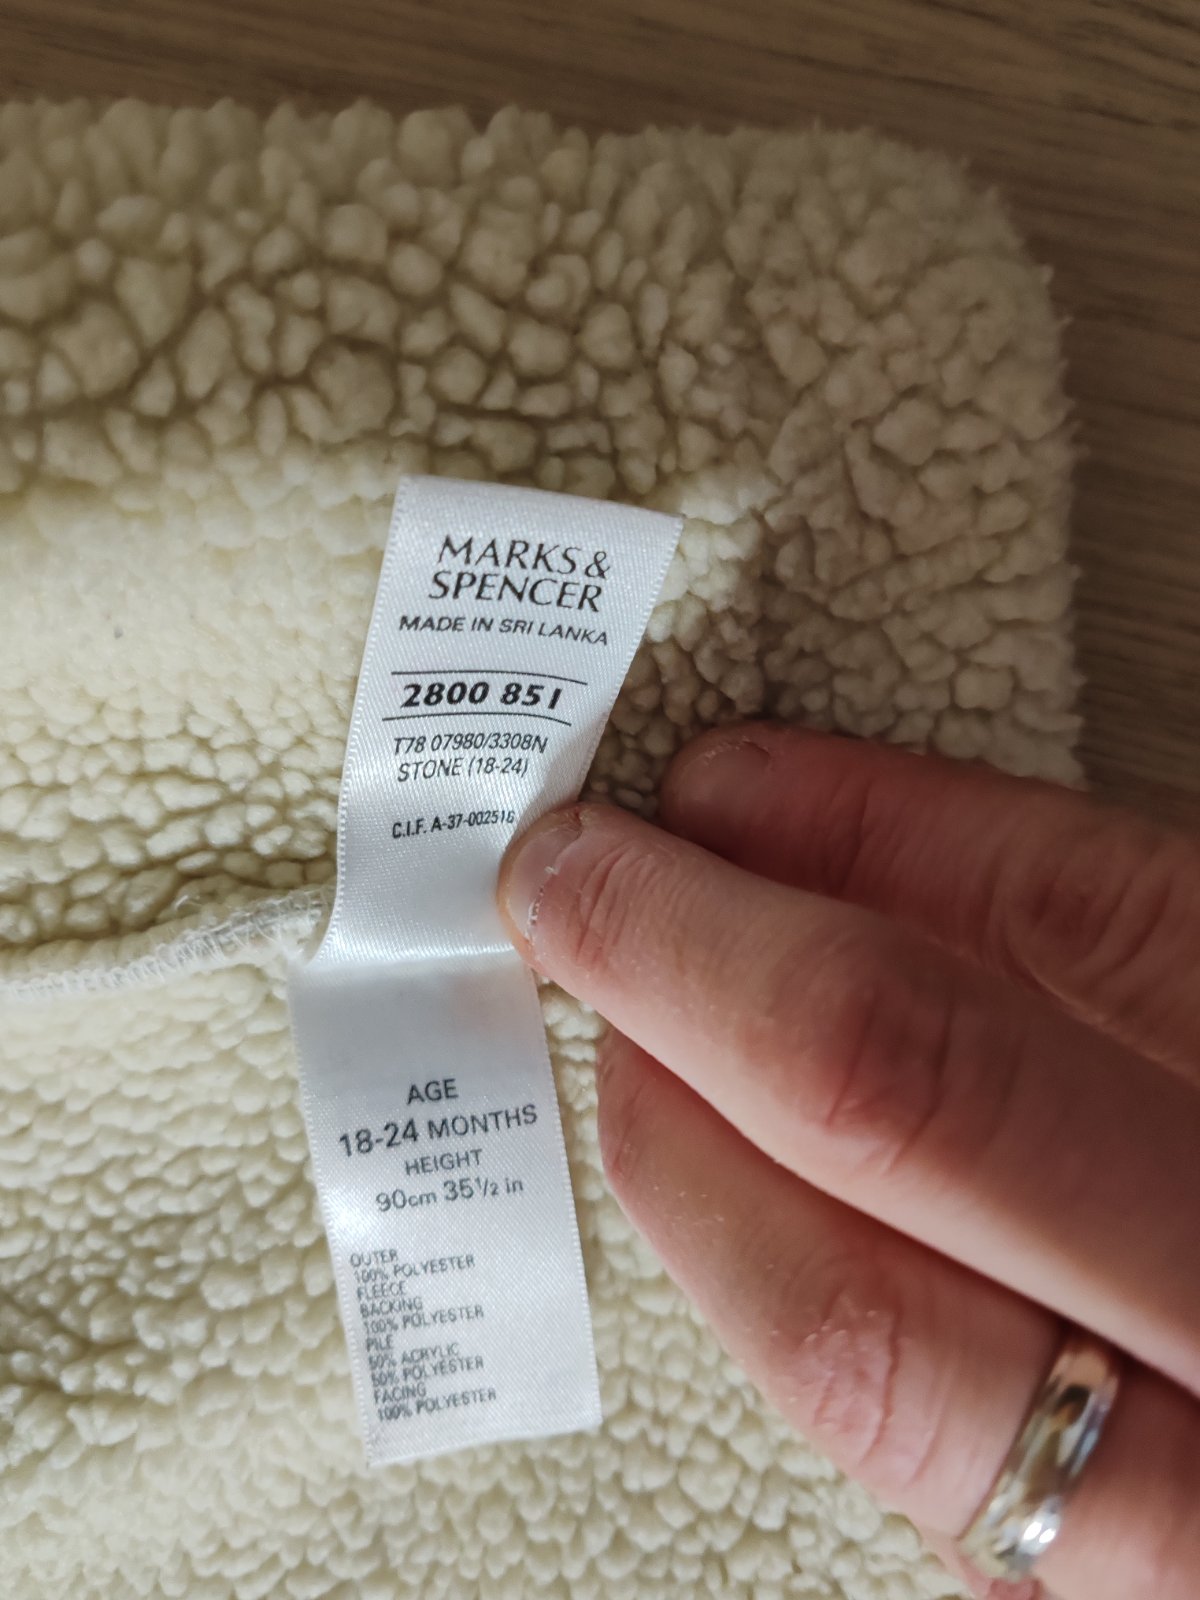 MARKS &
SPENCER
MADE IN SRI LANKA
2800 851
T78 07980/3308N
STONE (18-24)
C.I.F. A-37-002516
AGE
18-24 MONTHS
HEIGHT
90cm 35½ in
OUTER
100% POLYESTER
FLEECE
BACKING
100% POLYESTER
PILE
50% ACRYLIC
50% POLYESTER
FACING
100% POLYESTER